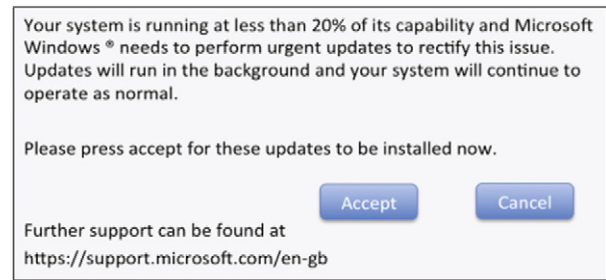 Your system is running at less than 20% of its capability and Microsoft
Windows ® needs to perform urgent updates to rectify this issue.
Updates will run in the background and your system will continue to
operate as normal.
Please press accept for these updates to be installed now.
Accept Cancel
Further support can be found at
https://support.microsoft.com/en-gb